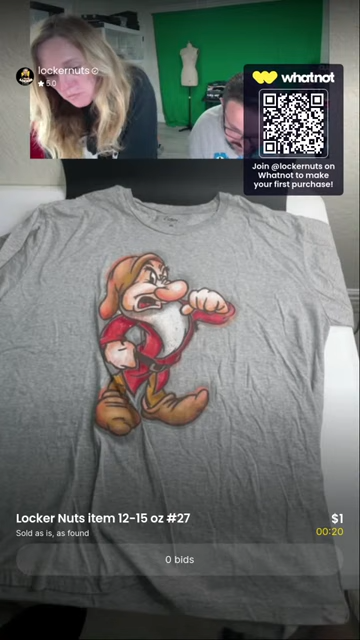 lockernuts
5.0
whatnot
Join @lockernuts on
Whatnot to make
your first purchase!
Locker Nuts item 12-15 oz #27
$1
Sold as is, as found
00:20
0 bids